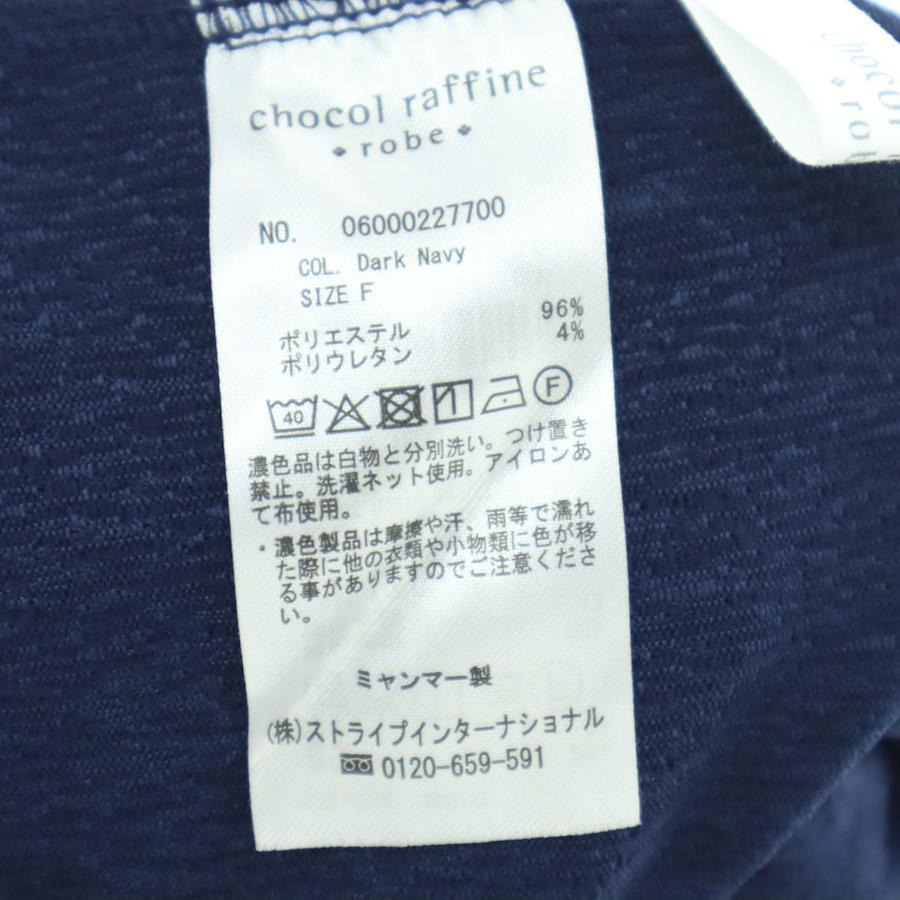 chocol raffine
robe
NO. 06000227700
COL. Dark Navy
SIZE F
ポリエステル 96%
ポリウレタン 4%
40 F
濃色品は白物と分別洗い。つけ置き
禁止。洗濯ネット使用。アイロンあ
て布使用。
・濃色製品は摩擦や汗、雨等で濡れ
た際に他の衣類や小物類に色が移
る事がありますのでご注意くださ
い。
ミャンマー製
(株)ストライプインターナショナル
0120-659-591
chocol
rob